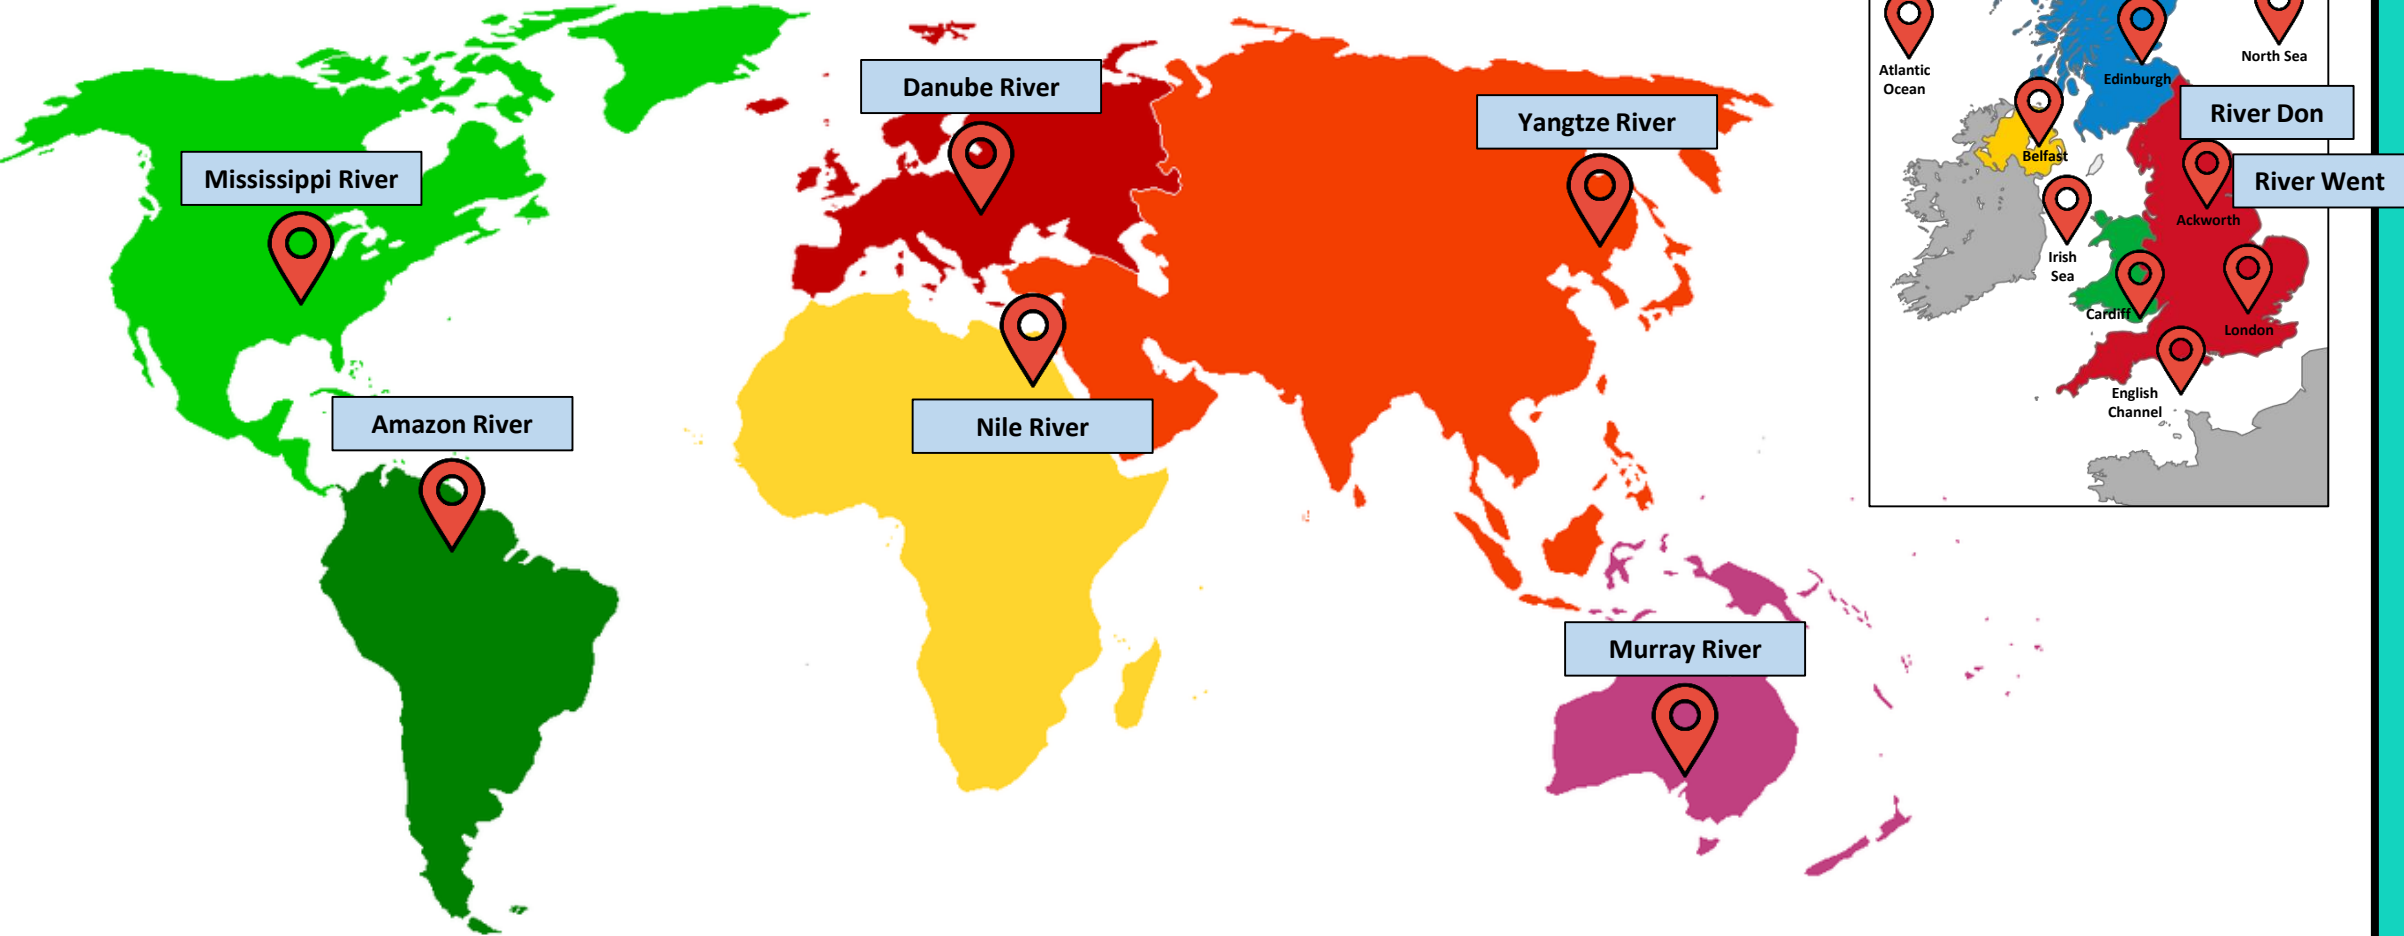 Danube River
Yangtze River
Mississippi River
Amazon River
Nile River
Murray River
Atlantic
Ocean
North Sea
Edinburgh
River Don
Belfast
River Went
Ackworth
Irish
Sea
Cardiff
London
English
Channel